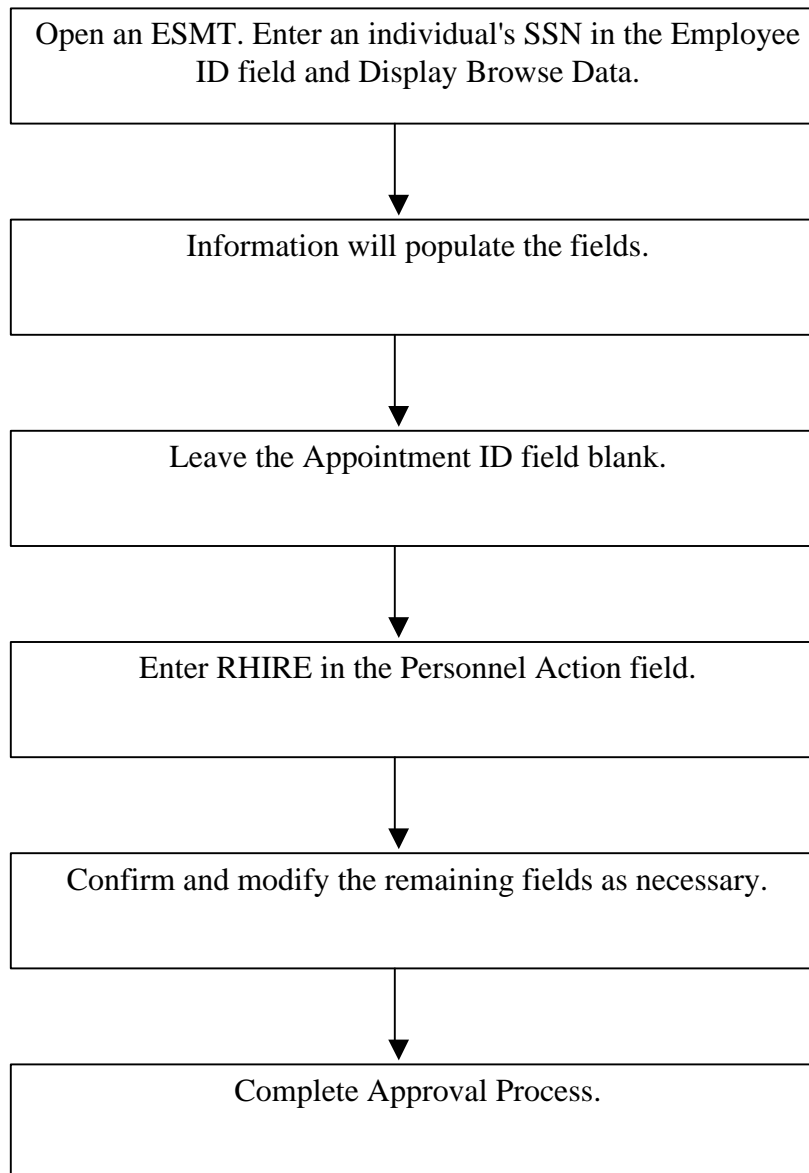 Open an ESMT. Enter an individual's SSN in the Employee
ID field and Display Browse Data.
Information will populate the fields.
Leave the Appointment ID field blank.
Enter RHIRE in the Personnel Action field.
Confirm and modify the remaining fields as necessary.
Complete Approval Process.